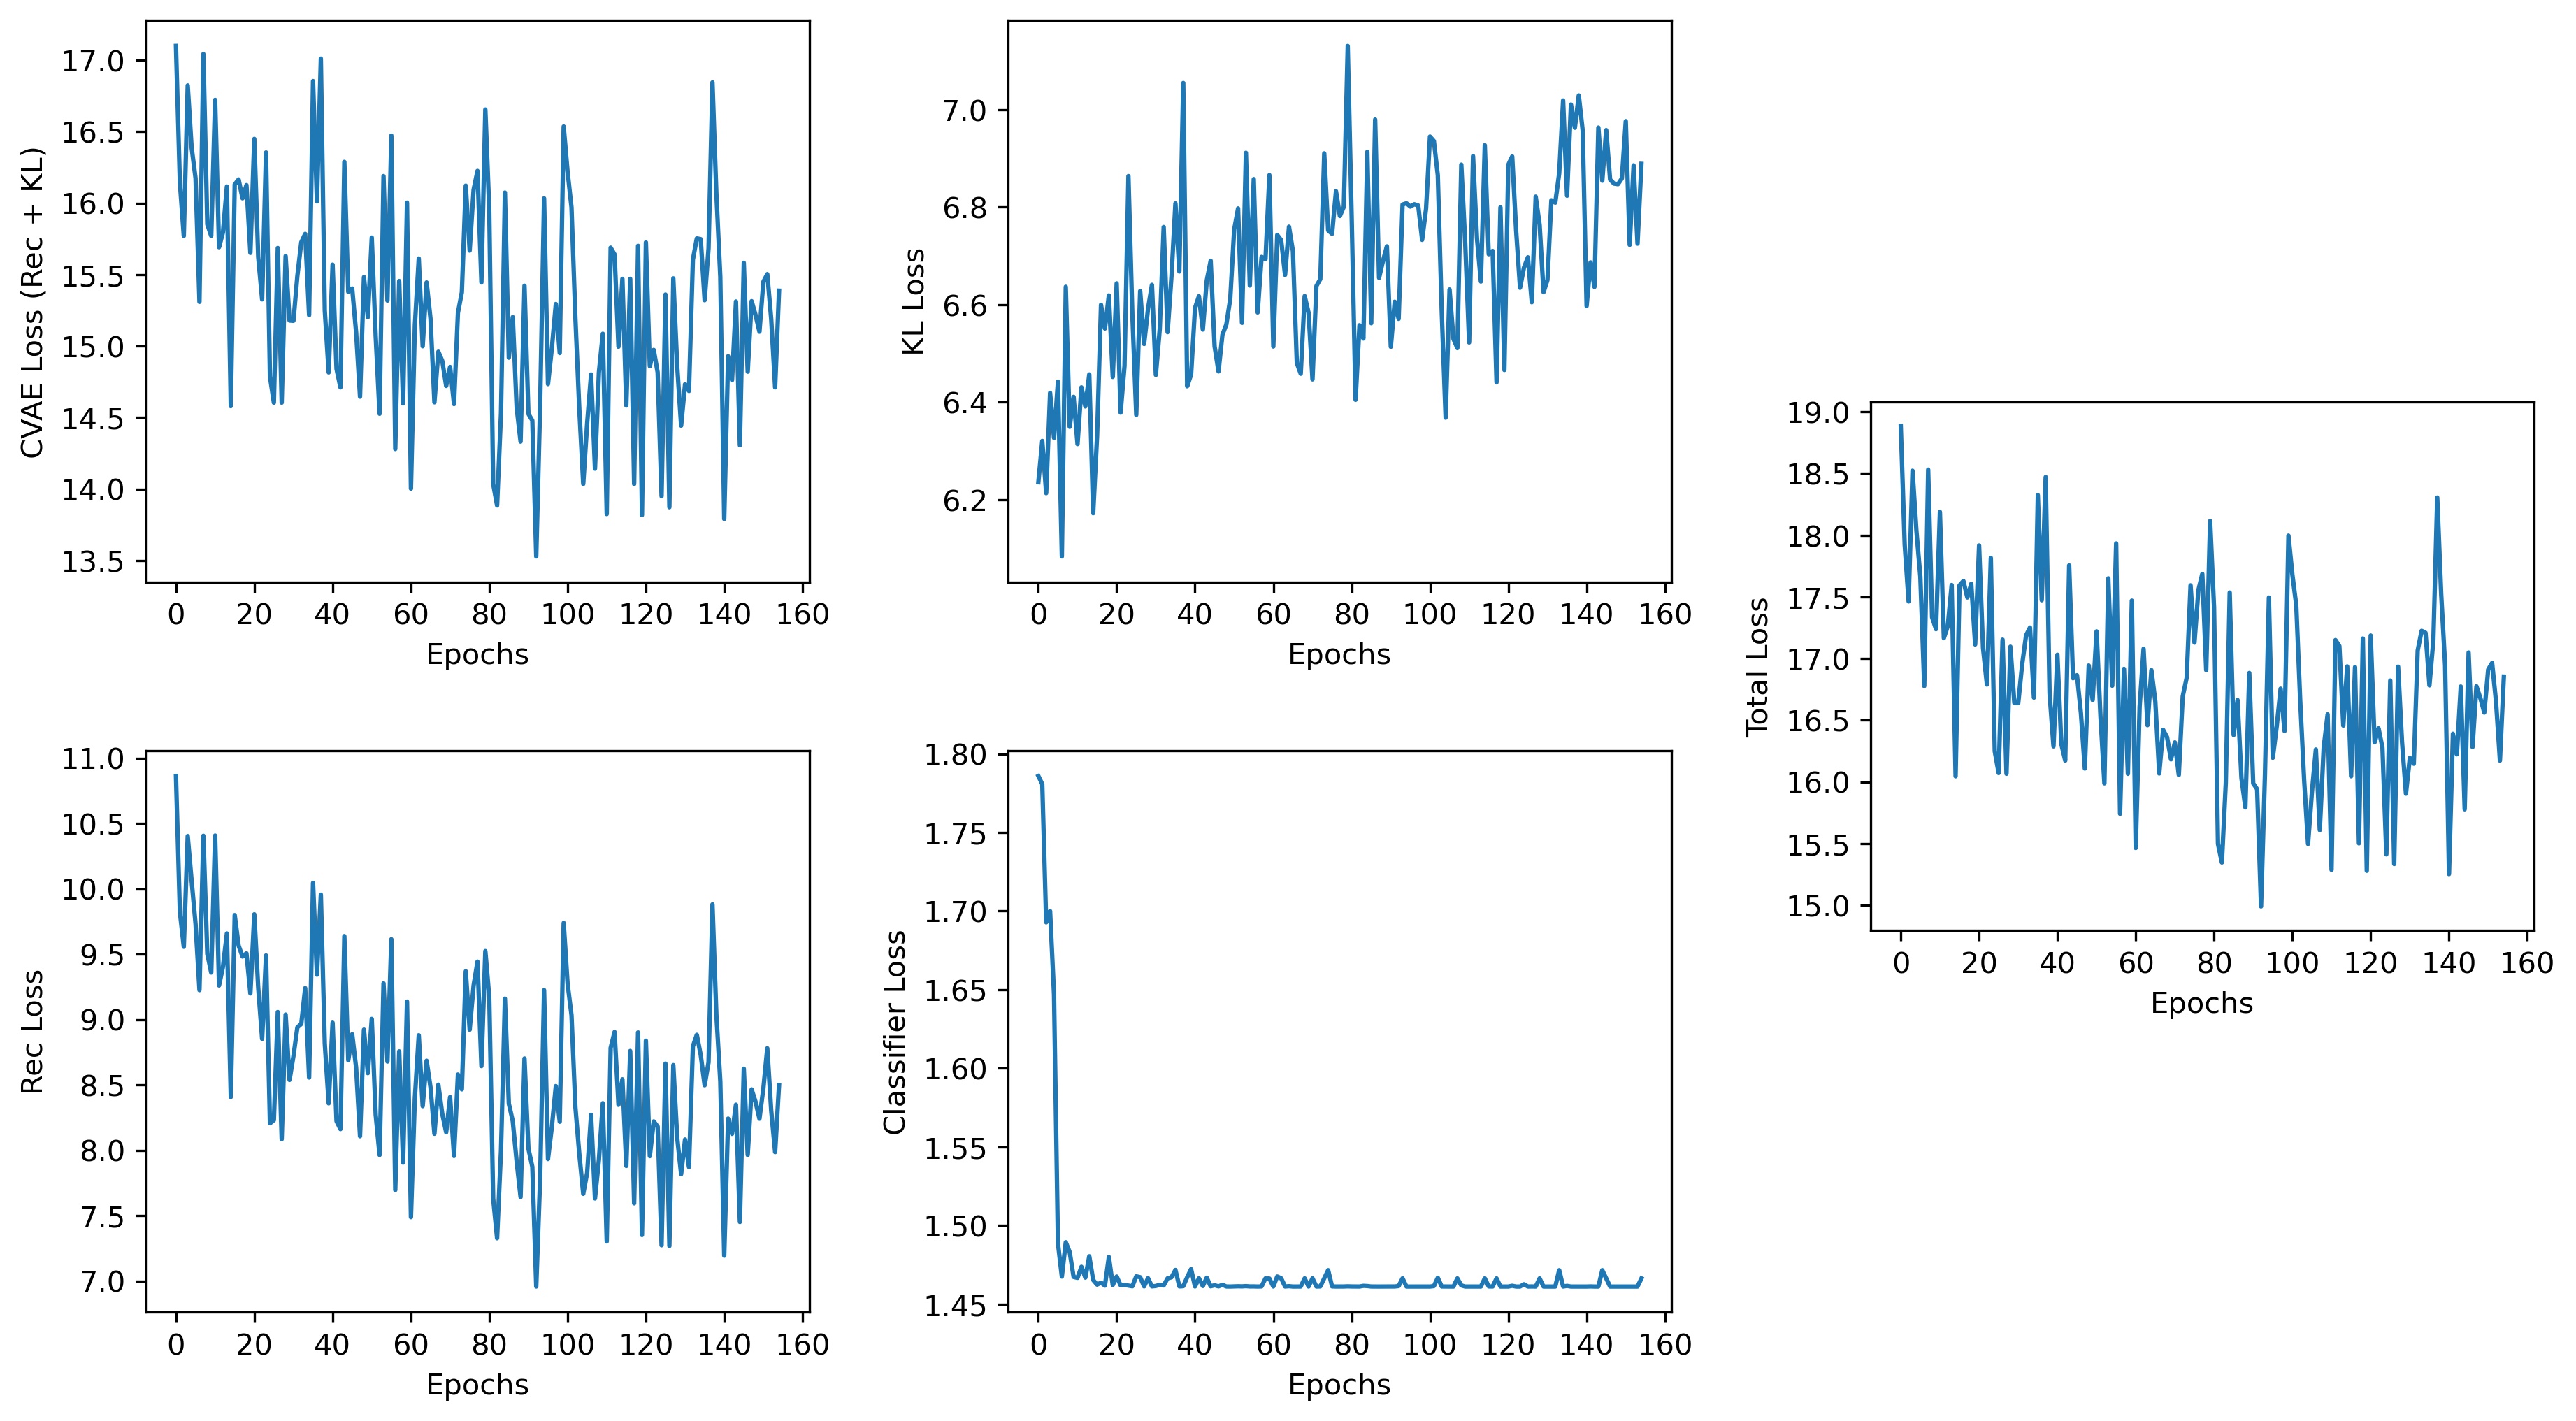 CVAE Loss (Rec + KL)
17.0
16.5
16.0
15.5
15.0
14.5
14.0
13.5
0 20 40 60 80 100 120 140 160
Epochs
KL Loss
7.0
6.8
6.6
6.4
6.2
0 20 40 60 80 100 120 140 160
Epochs
Rec Loss
11.0
10.5
10.0
9.5
9.0
8.5
8.0
7.5
7.0
0 20 40 60 80 100 120 140 160
Epochs
Classifier Loss
1.80
1.75
1.70
1.65
1.60
1.55
1.50
1.45
0 20 40 60 80 100 120 140 160
Epochs
Total Loss
19.0
18.5
18.0
17.5
17.0
16.5
16.0
15.5
15.0
0 20 40 60 80 100 120 140 160
Epochs